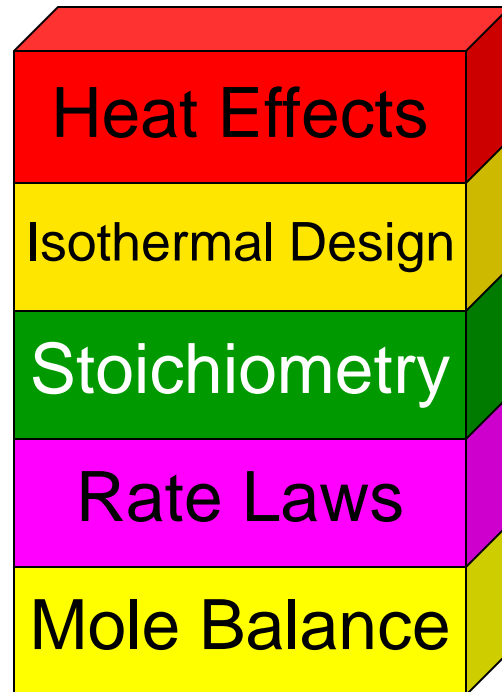 Heat Effects
Isothermal Design
Stoichiometry
Rate Laws
Mole Balance